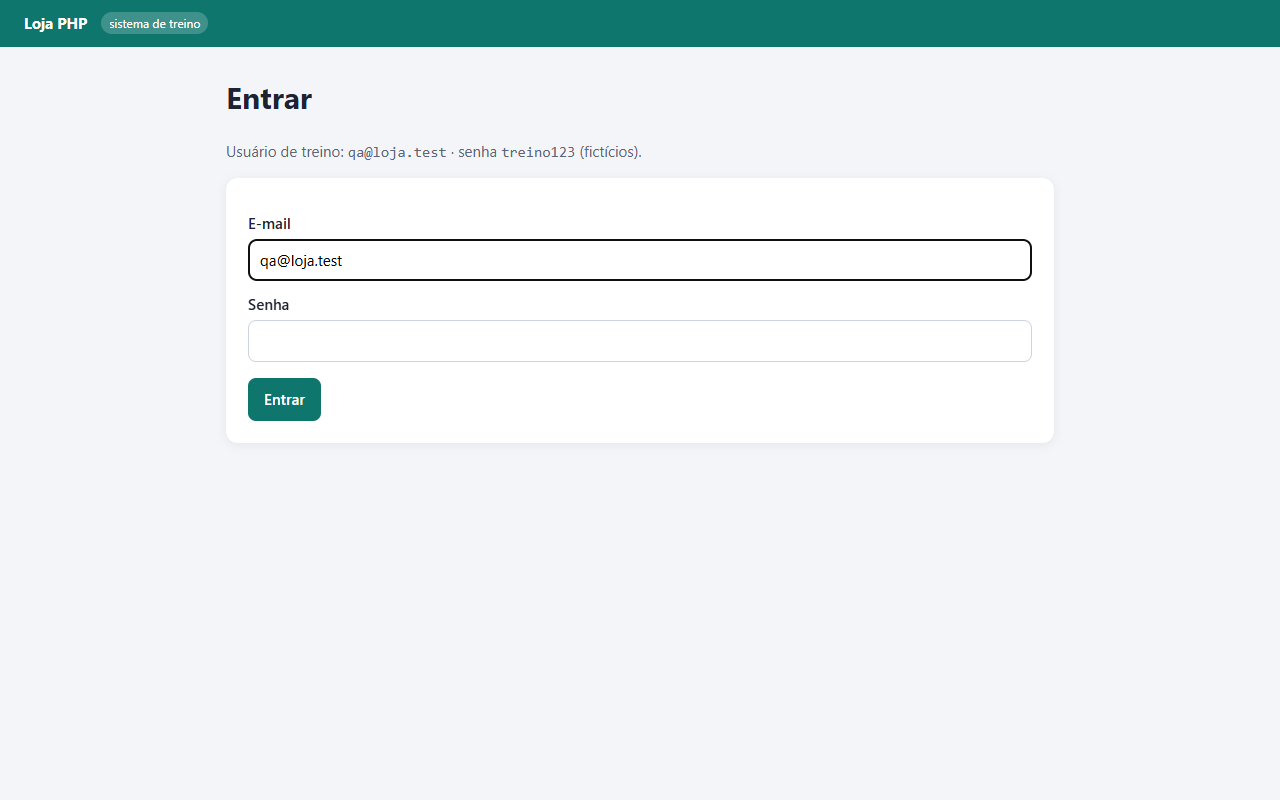 Loja PHP sistema de treino
Entrar
Usuário de treino: qa@loja.test · senha treino123 (fictícios).
E-mail
qa@loja.test
Senha
Entrar